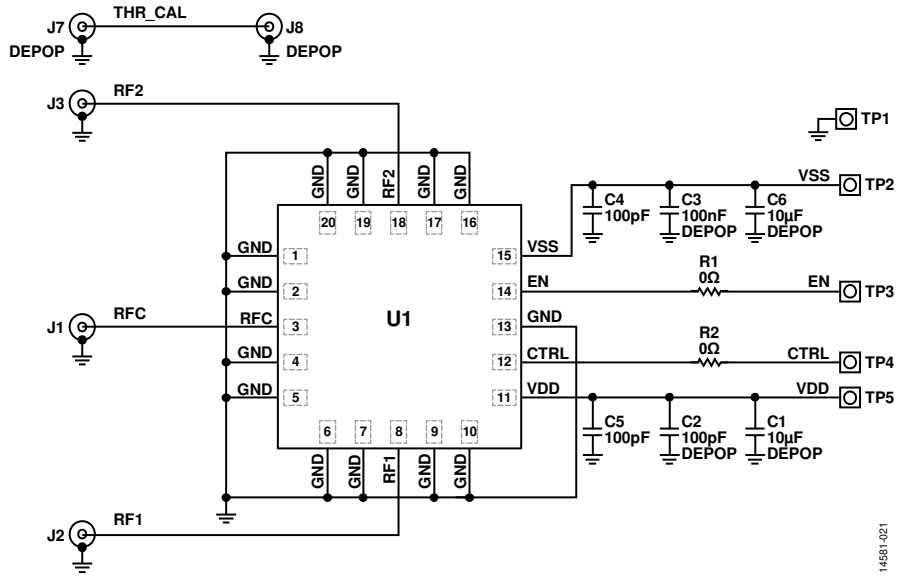 J7
THR_CAL
J8
DEPOP
DEPOP
J3
RF2
TP1
GND
GND
RF2
GND
GND
VSS
TP2
C4
100pF
C3
100nF
DEPOP
C6
10µF
DEPOP
20
19
18
17
16
GND
1
15
VSS
R1
0Ω
GND
2
14
EN
EN
TP3
J1
RFC
RFC
3
U1
13
GND
R2
0Ω
GND
4
12
CTRL
CTRL
TP4
GND
5
11
VDD
VDD
TP5
C5
100pF
C2
100pF
DEPOP
C1
10µF
DEPOP
6
7
8
9
10
GND
GND
RF1
GND
GND
J2
RF1
14581-021